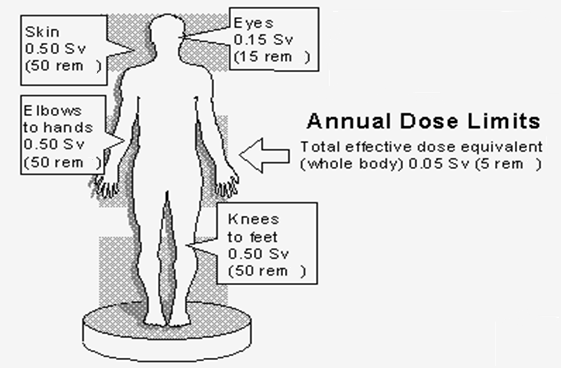 Skin
0.50 Sv
(50 rem )
Eyes
0.15 Sv
(15 rem )
Elbows
to hands
0.50 Sv
(50 rem )
Annual Dose Limits
Total effective dose equivalent
(whole body) 0.05 Sv (5 rem )
Knees
to feet
0.50 Sv
(50 rem )